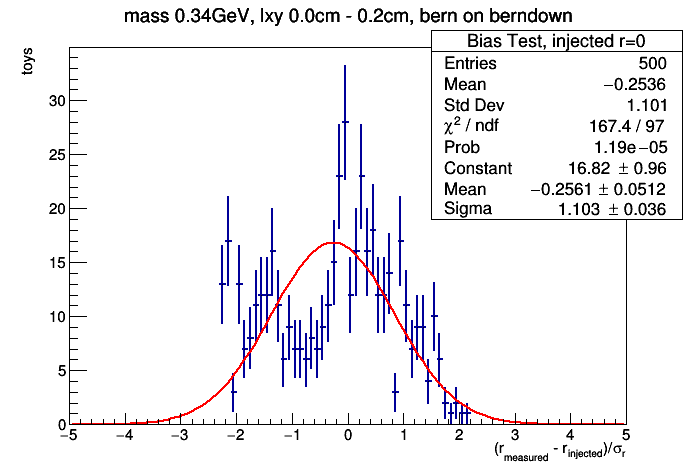 mass 0.34GeV, lxy 0.0cm - 0.2cm, bern on berndown
toys
Bias Test, injected r=0
Entries 500
Mean −0.2536
Std Dev 1.101
χ² / ndf 167.4 / 97
Prob 1.19e−05
Constant 16.82 ± 0.96
Mean −0.2561 ± 0.0512
Sigma 1.103 ± 0.036
30
25
20
15
10
5
0
−5 −4 −3 −2 −1 0 1 2 3 4 5
(r_measured - r_injected)/σ_r